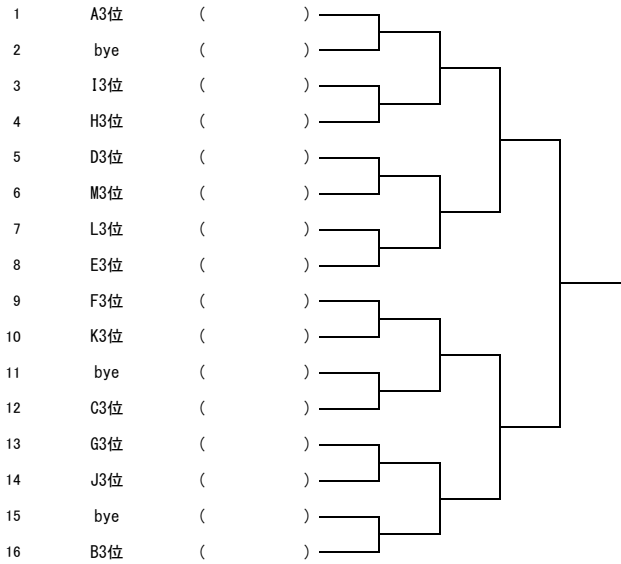 1 A3位 ( )
2 bye ( )
3 I3位 ( )
4 H3位 ( )
5 D3位 ( )
6 M3位 ( )
7 L3位 ( )
8 E3位 ( )
9 F3位 ( )
10 K3位 ( )
11 bye ( )
12 C3位 ( )
13 G3位 ( )
14 J3位 ( )
15 bye ( )
16 B3位 ( )